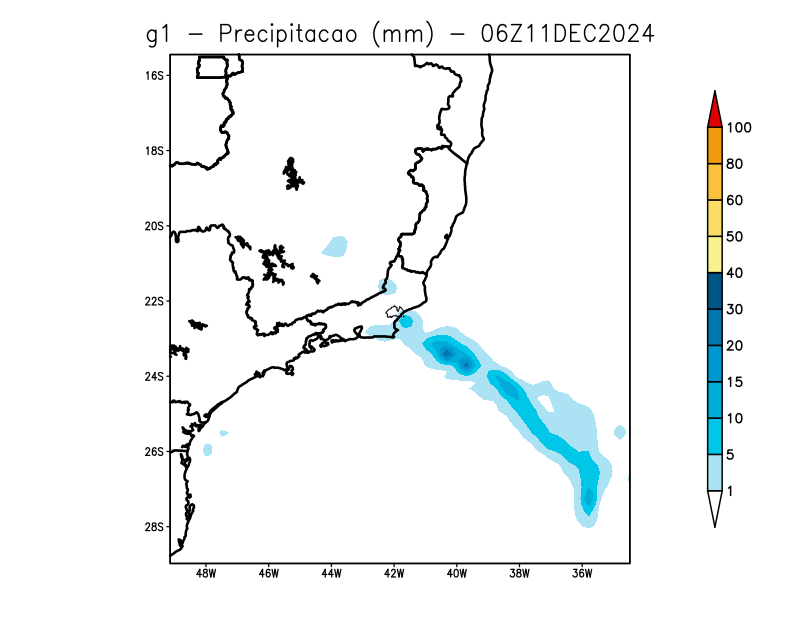 g1 – Precipitacao (mm) – 06Z11DEC2024
16S
18S
20S
22S
24S
26S
28S
48W 46W 44W 42W 40W 38W 36W
100
80
60
50
40
30
20
15
10
5
1